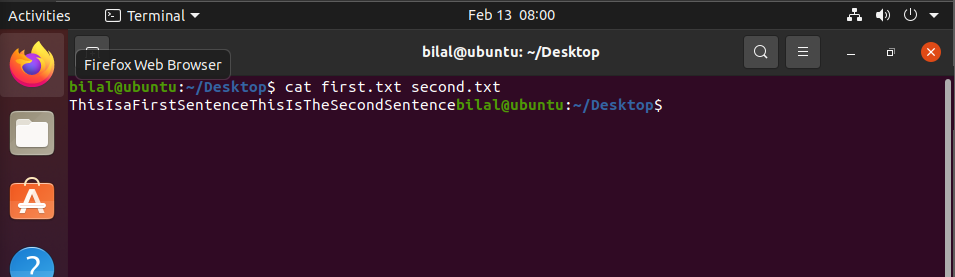 Activities Terminal Feb 13 08:00
bilal@ubuntu: ~/Desktop
Firefox Web Browser
bilal@ubuntu:~/Desktop$ cat first.txt second.txt
ThisIsaFirstSentenceThisIsTheSecondSentencebilal@ubuntu:~/Desktop$